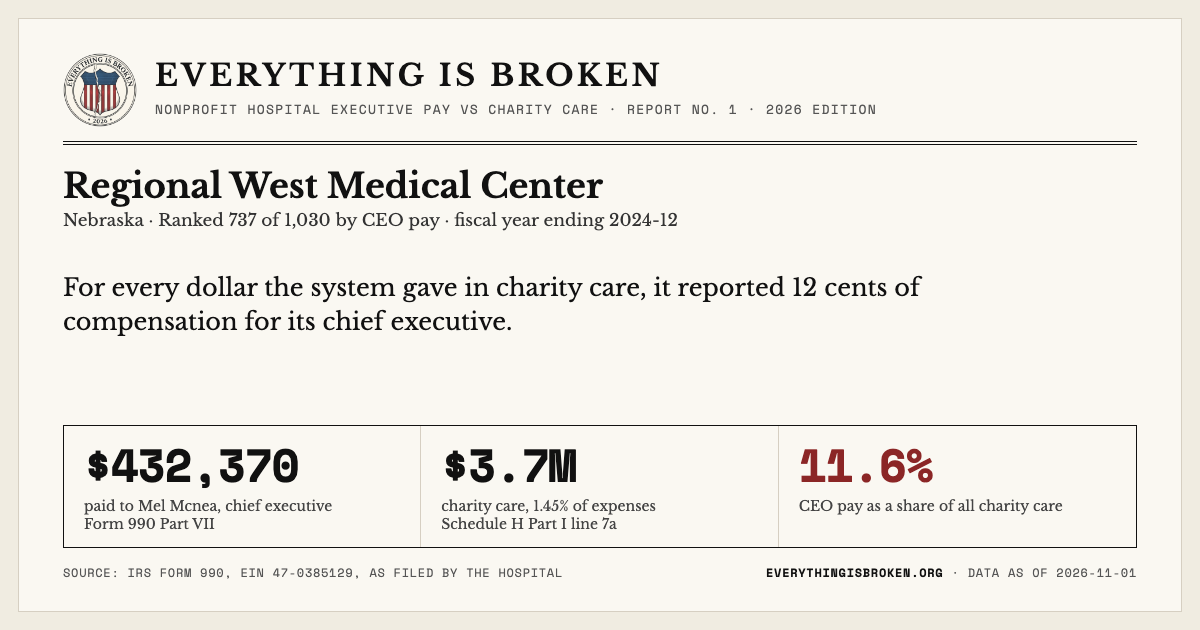 EVERYTHING IS BROKEN
2026
EVERYTHING IS BROKEN
NONPROFIT HOSPITAL EXECUTIVE PAY VS CHARITY CARE · REPORT NO. 1 · 2026 EDITION
Regional West Medical Center
Nebraska · Ranked 737 of 1,030 by CEO pay · fiscal year ending 2024-12
For every dollar the system gave in charity care, it reported 12 cents of
compensation for its chief executive.
$432,370
paid to Mel Mcnea, chief executive
Form 990 Part VII
$3.7M
charity care, 1.45% of expenses
Schedule H Part I line 7a
11.6%
CEO pay as a share of all charity care
SOURCE: IRS FORM 990, EIN 47-0385129, AS FILED BY THE HOSPITAL
EVERYTHINGISBROKEN.ORG · DATA AS OF 2026-11-01